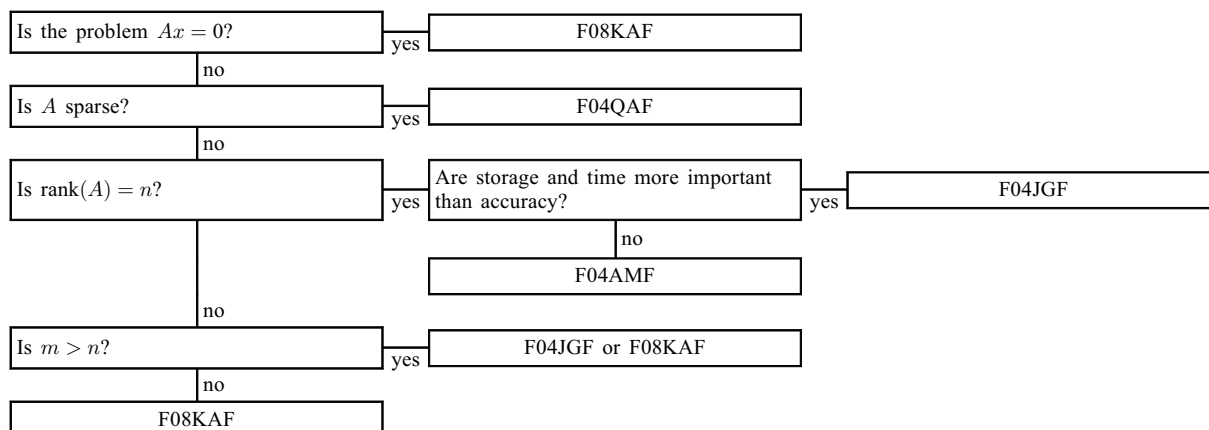 Is the problem Ax = 0?
yes
F08KAF
no
Is A sparse?
yes
F04QAF
no
Is rank(A) = n?
yes
Are storage and time more important
than accuracy?
yes
F04JGF
no
F04AMF
no
Is m > n?
yes
F04JGF or F08KAF
no
F08KAF